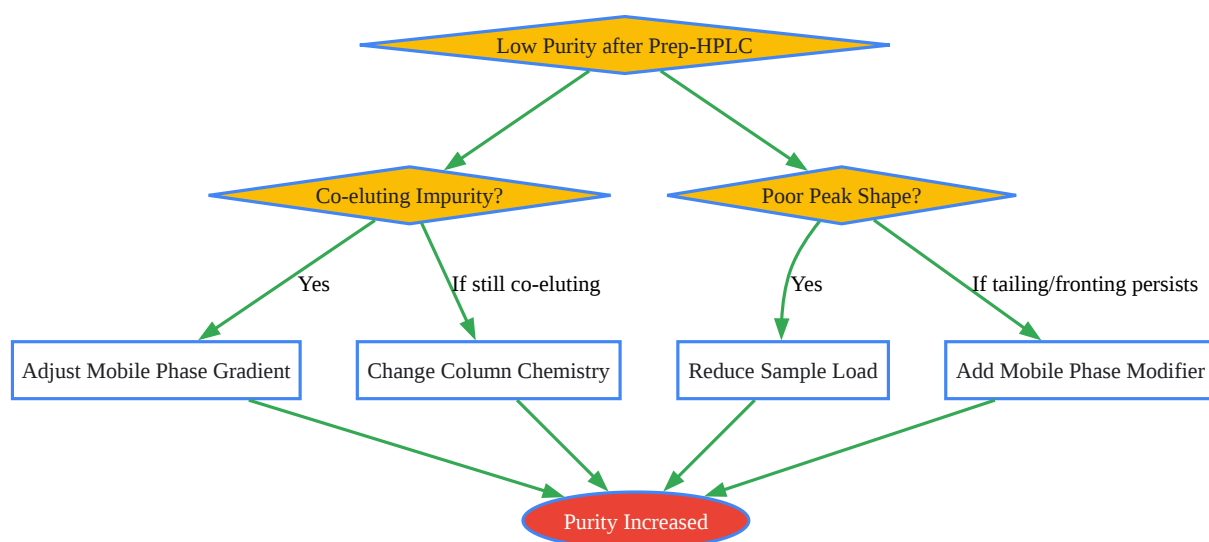 Low Purity after Prep-HPLC
Co-eluting Impurity?
Poor Peak Shape?
Yes
If still co-eluting
Yes
If tailing/fronting persists
Adjust Mobile Phase Gradient
Change Column Chemistry
Reduce Sample Load
Add Mobile Phase Modifier
Purity Increased